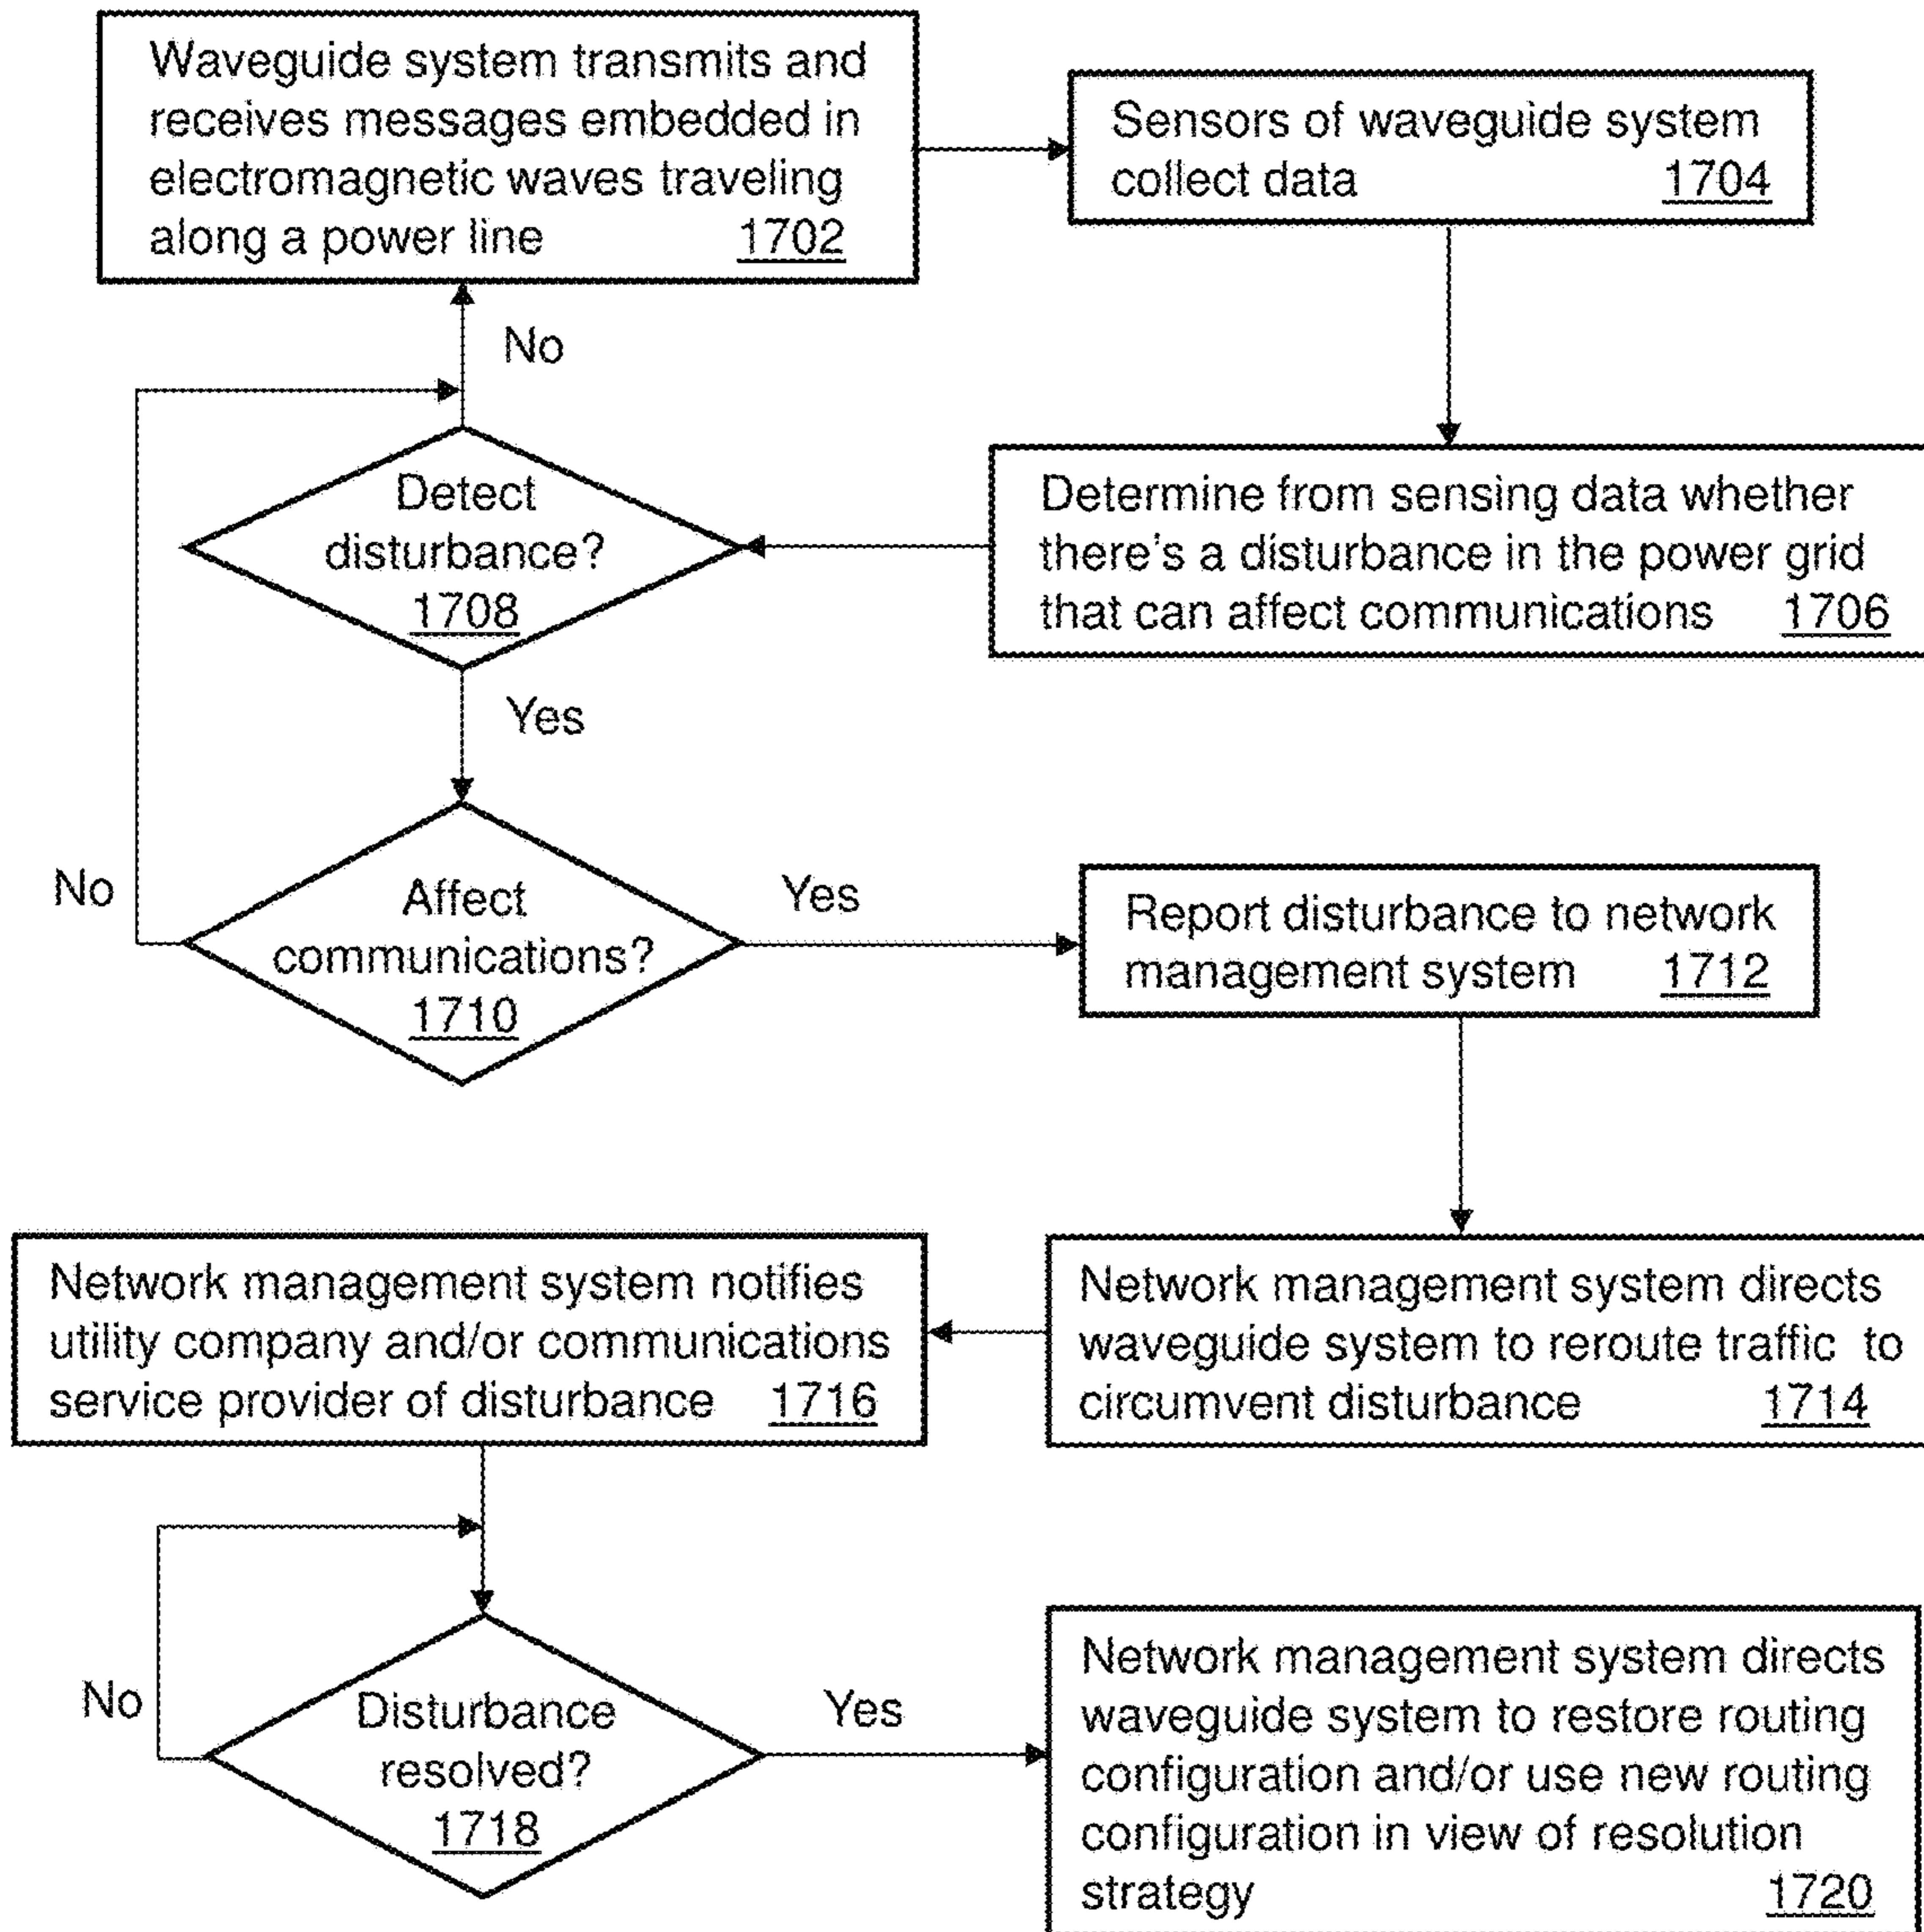 Waveguide system transmits and
receives messages embedded in
electromagnetic waves traveling
along a power line 1702
Sensors of waveguide system
collect data 1704
No
Detect
disturbance?
1708
Determine from sensing data whether
there's a disturbance in the power grid
that can affect communications 1706
Yes
No
Affect
communications?
1710
Yes
Report disturbance to network
management system 1712
Network management system notifies
utility company and/or communications
service provider of disturbance 1716
Network management system directs
waveguide system to reroute traffic to
circumvent disturbance 1714
No
Disturbance
resolved?
1718
Yes
Network management system directs
waveguide system to restore routing
configuration and/or use new routing
configuration in view of resolution
strategy 1720